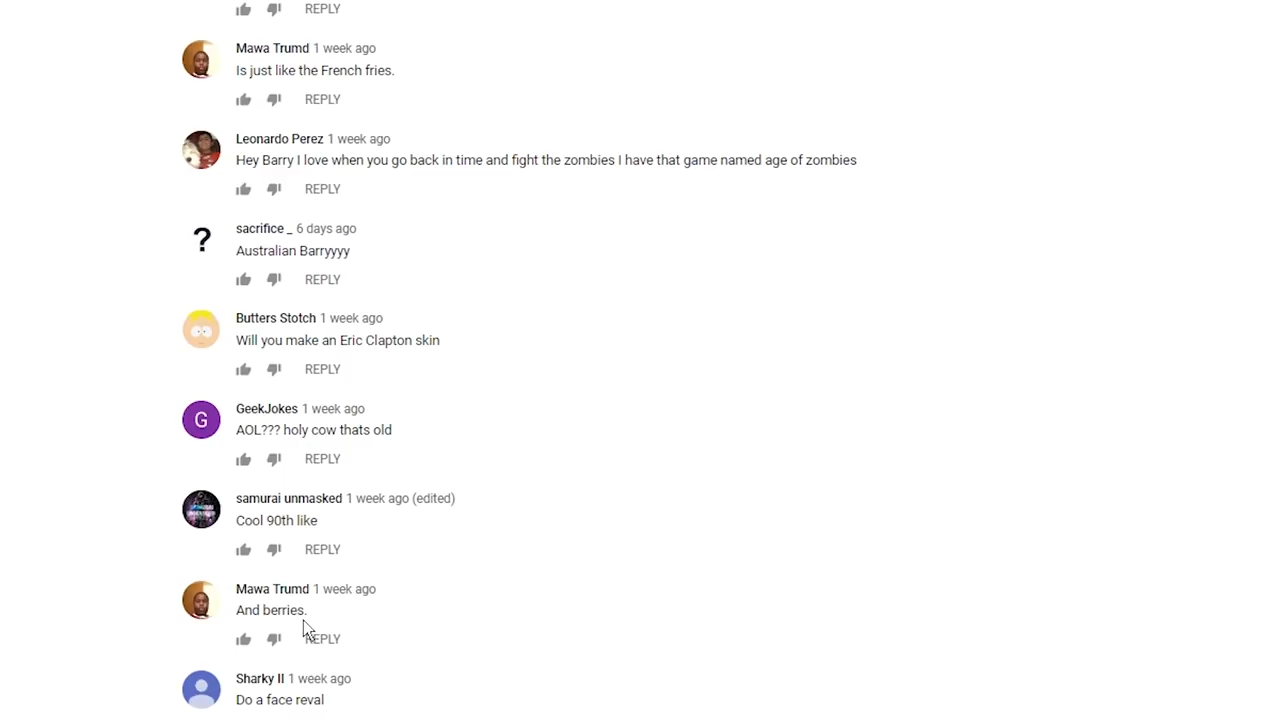 REPLY
Mawa Trumd 1 week ago
Is just like the French fries.
REPLY
Leonardo Perez 1 week ago
Hey Barry I love when you go back in time and fight the zombies I have that game named age of zombies
REPLY
?
sacrifice _ 6 days ago
Australian Barryyyy
REPLY
Butters Stotch 1 week ago
Will you make an Eric Clapton skin
REPLY
G
GeekJokes 1 week ago
AOL??? holy cow thats old
REPLY
samurai unmasked 1 week ago (edited)
Cool 90th like
REPLY
Mawa Trumd 1 week ago
And berries.
REPLY
Sharky II 1 week ago
Do a face reval